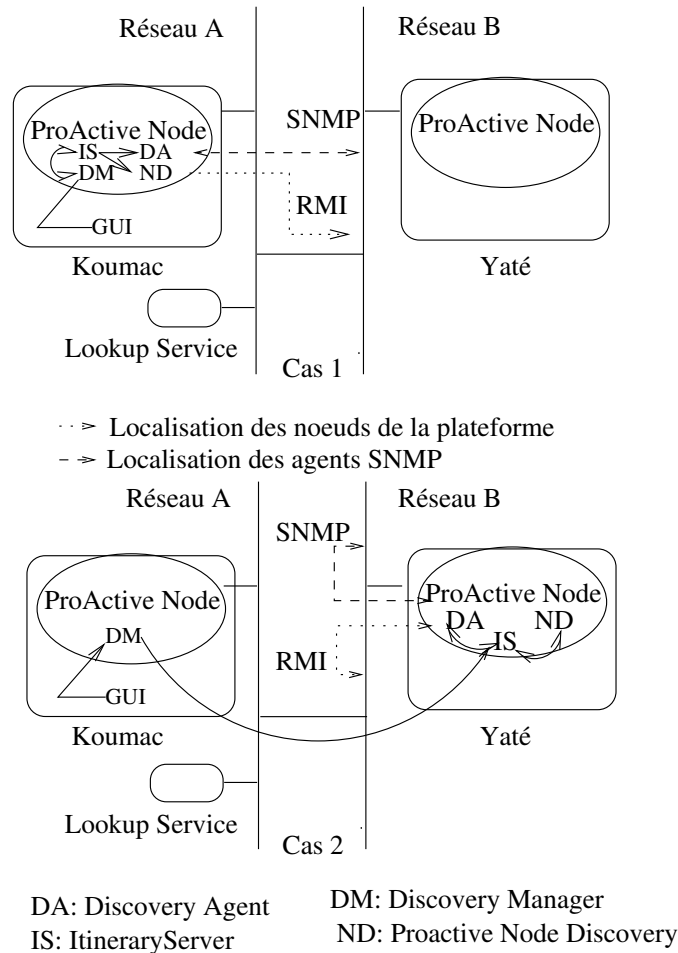 Réseau A
Réseau B
ProActive Node
IS DA
DM ND
GUI
SNMP
RMI
ProActive Node
Koumac
Yaté
Lookup Service
Cas 1
Localisation des noeuds de la plateforme
Localisation des agents SNMP
Réseau A
Réseau B
SNMP
ProActive Node
DM
GUI
RMI
ProActive Node
DA ND
IS
Koumac
Yaté
Lookup Service
Cas 2
DA: Discovery Agent
DM: Discovery Manager
IS: ItineraryServer
ND: Proactive Node Discovery